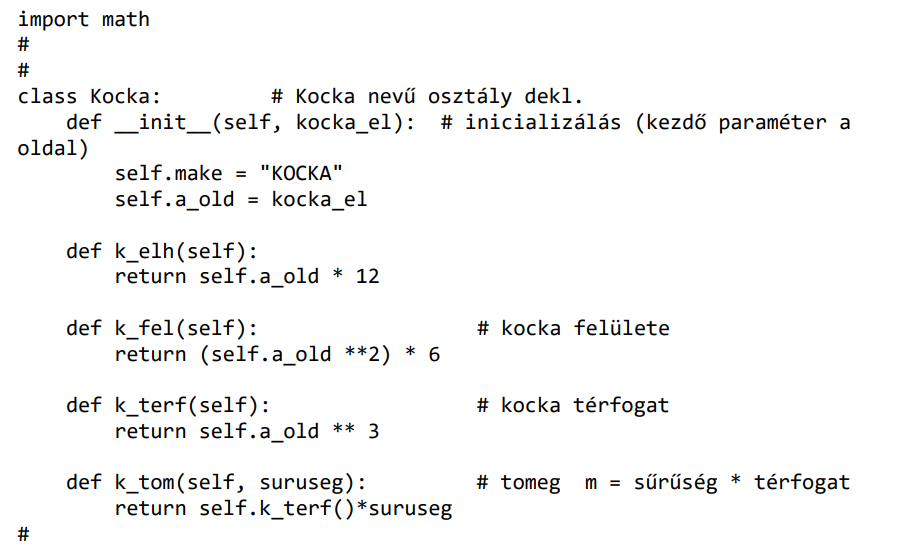 import math
#
#
class Kocka:         # Kocka nevű osztály dekl.
    def __init__(self, kocka_el):  # inicializálás (kezdő paraméter a
oldal)
        self.make = "KOCKA"
        self.a_old = kocka_el

    def k_elh(self):
        return self.a_old * 12

    def k_fel(self):                  # kocka felülete
        return (self.a_old **2) * 6

    def k_terf(self):                 # kocka térfogat
        return self.a_old ** 3

    def k_tom(self, suruseg):         # tomeg  m = sűrűség * térfogat
        return self.k_terf()*suruseg
#